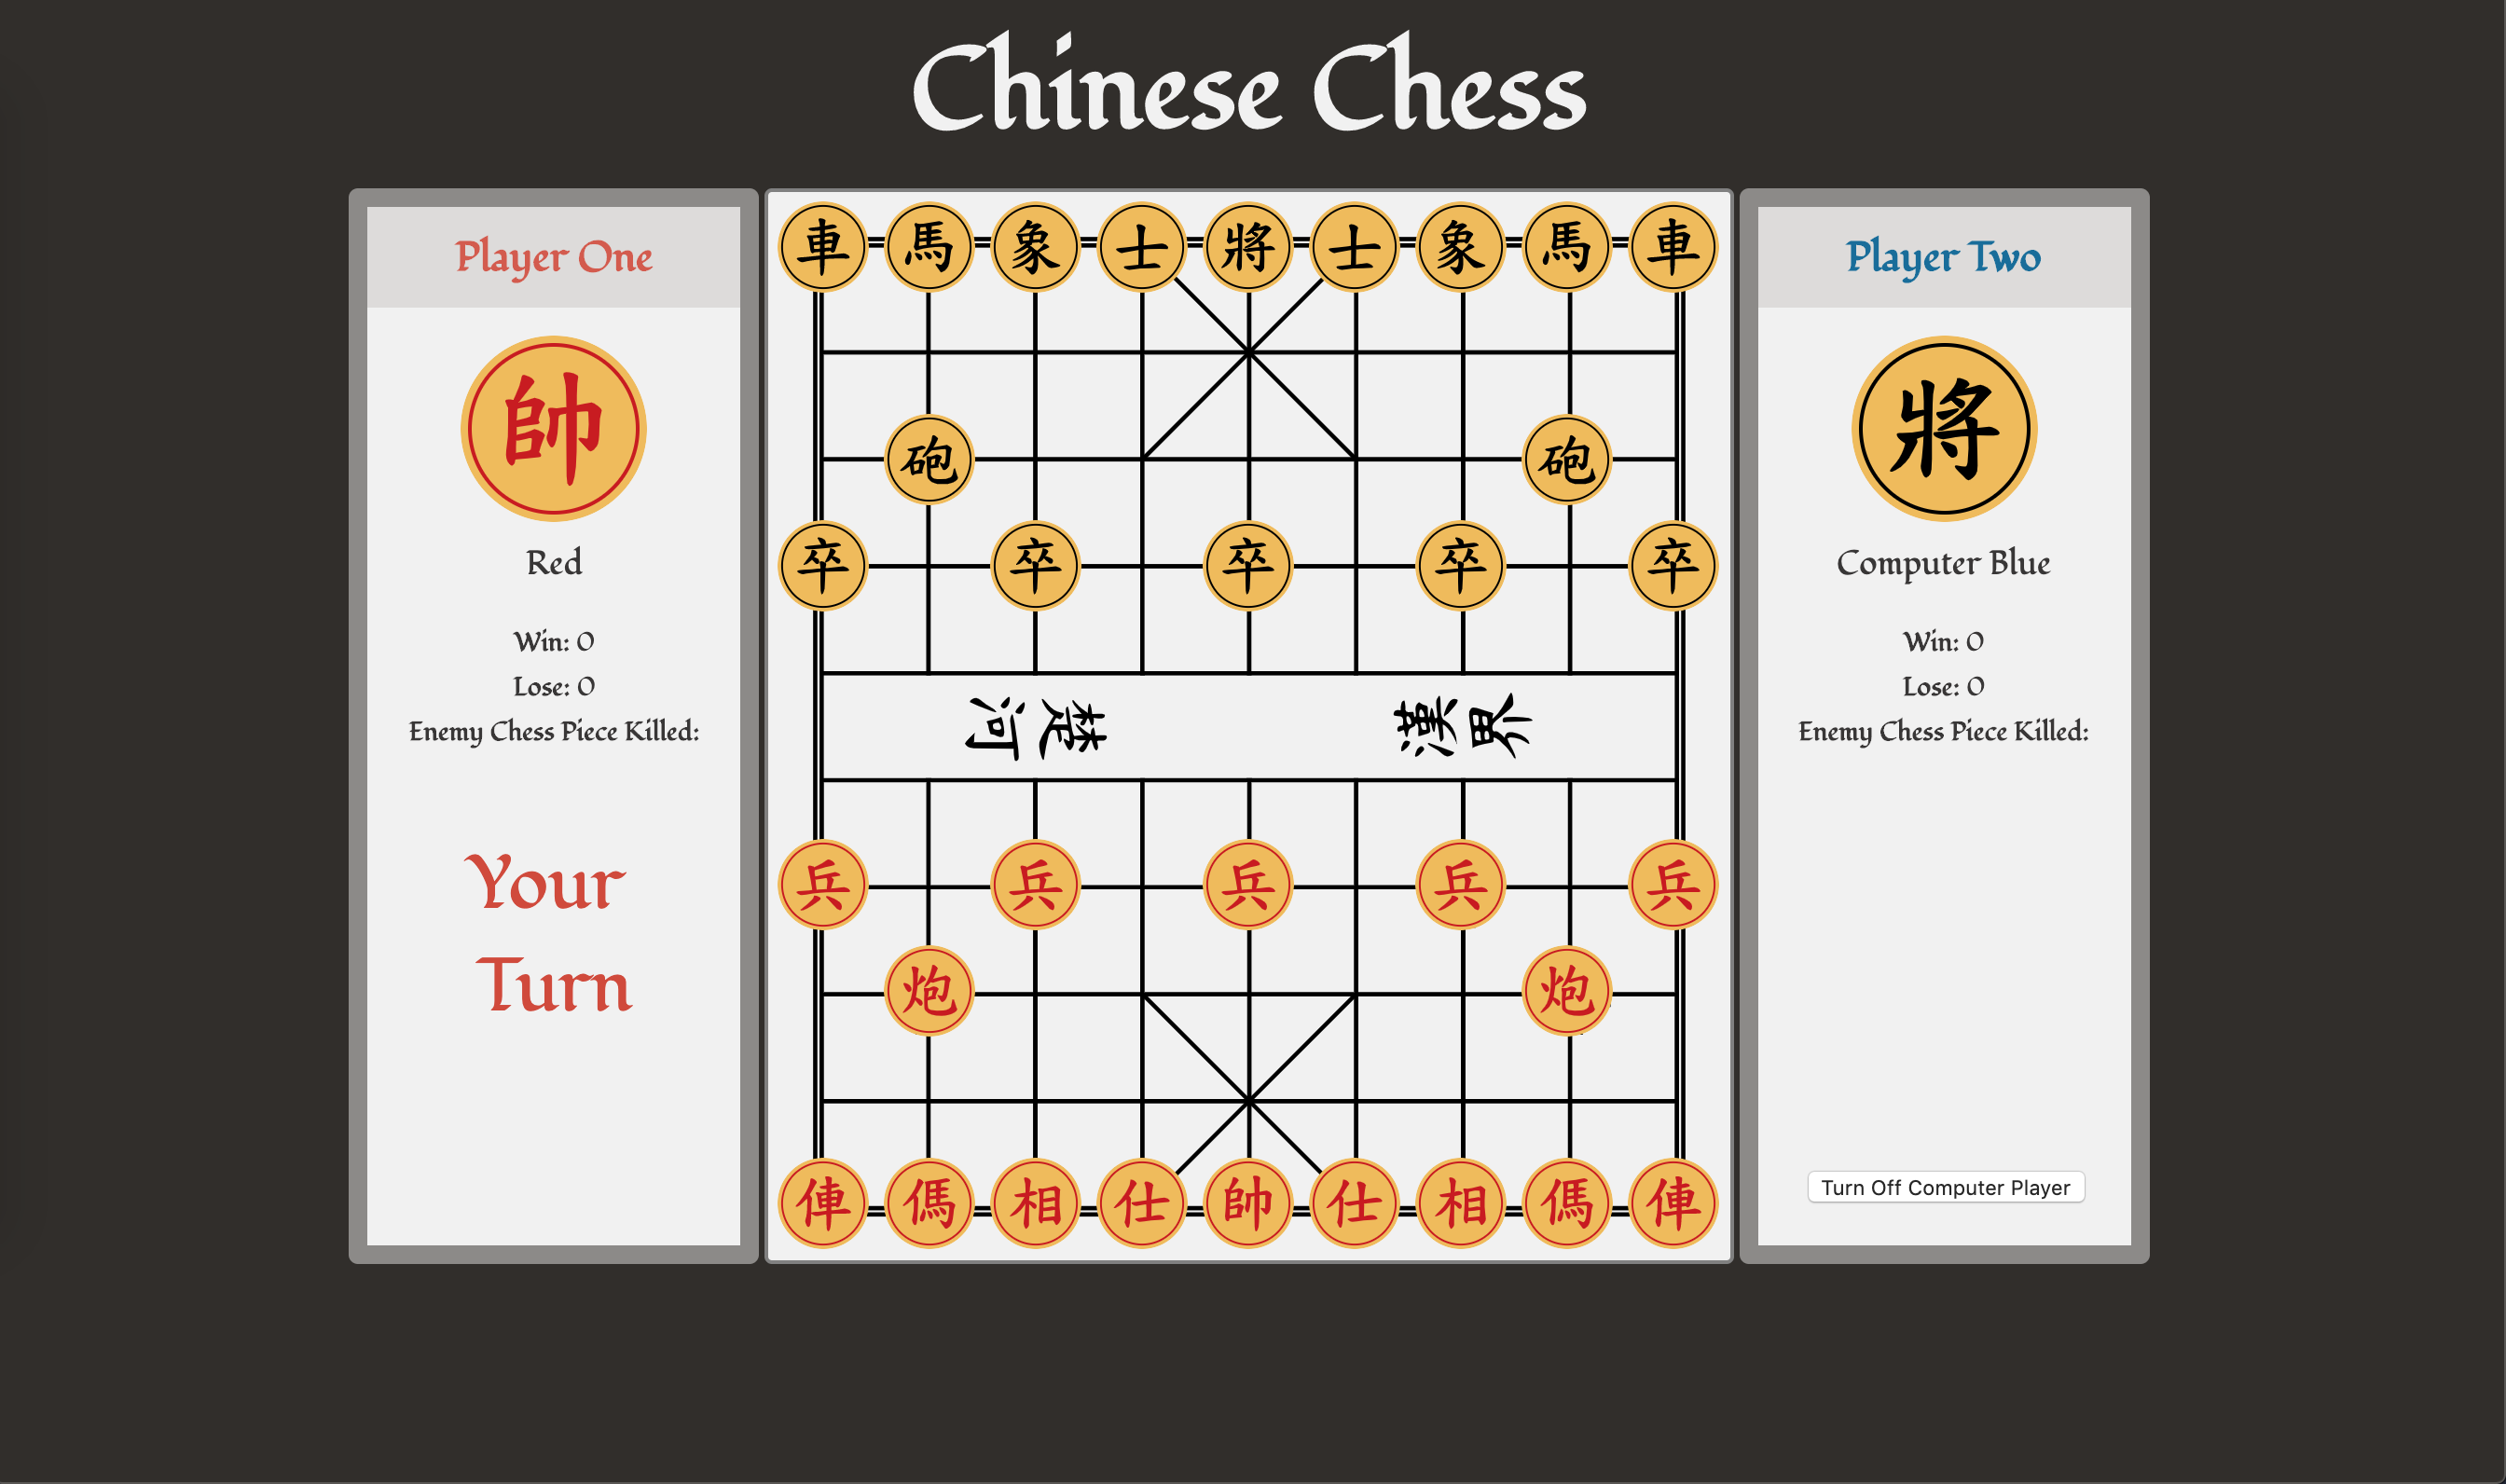 Chinese Chess
Player One
帥
Red
Win: 0
Lose: 0
Enemy Chess Piece Killed:
Your
Turn
車 馬 象 士 將 士 象 馬 車
砲 砲
卒 卒 卒 卒 卒
楚河 漢界
兵 兵 兵 兵 兵
炮 炮
俥 傌 相 仕 帥 仕 相 傌 俥
Player Two
將
Computer Blue
Win: 0
Lose: 0
Enemy Chess Piece Killed:
Turn Off Computer Player